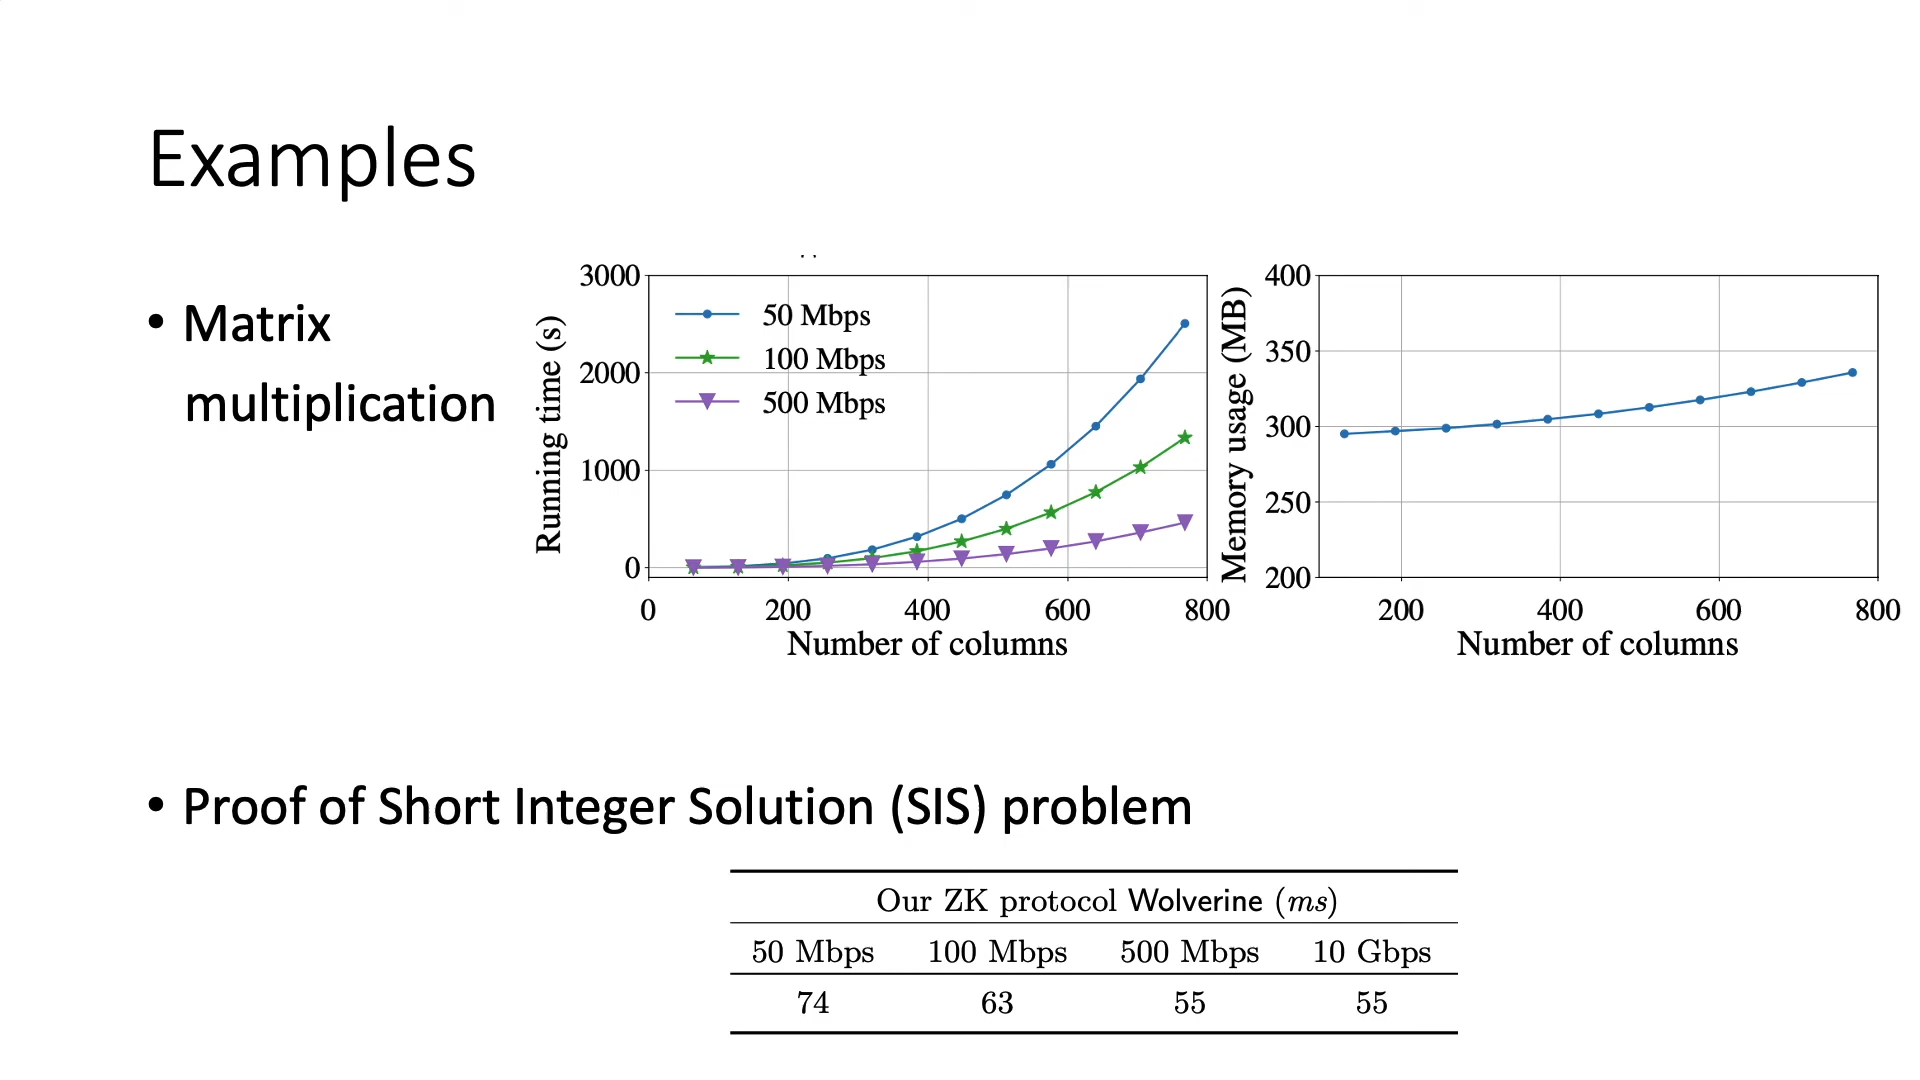 Examples
• Matrix
multiplication
3000
2000
1000
0
Running time (s)
50 Mbps
100 Mbps
500 Mbps
0 200 400 600 800
Number of columns
400
350
300
250
200
Memory usage (MB)
200 400 600 800
Number of columns
• Proof of Short Integer Solution (SIS) problem
Our ZK protocol Wolverine (ms)
50 Mbps 100 Mbps 500 Mbps 10 Gbps
74 63 55 55